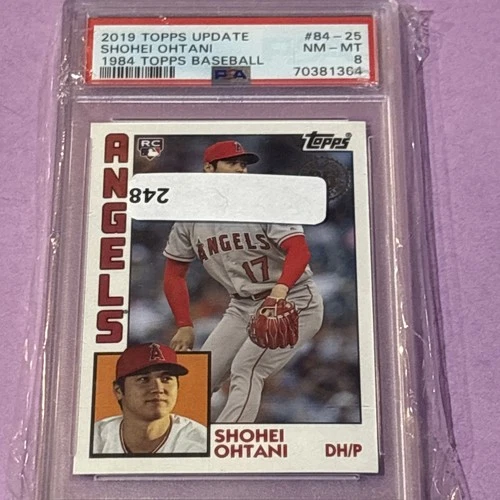 2019 TOPPS UPDATE #84-25
SHOHEI OHTANI NM-MT
1984 TOPPS BASEBALL 8
PSA 70381364
ANGELS
RC
Topps
248
ANGELS
17
A
SHOHEI
OHTANI DH/P